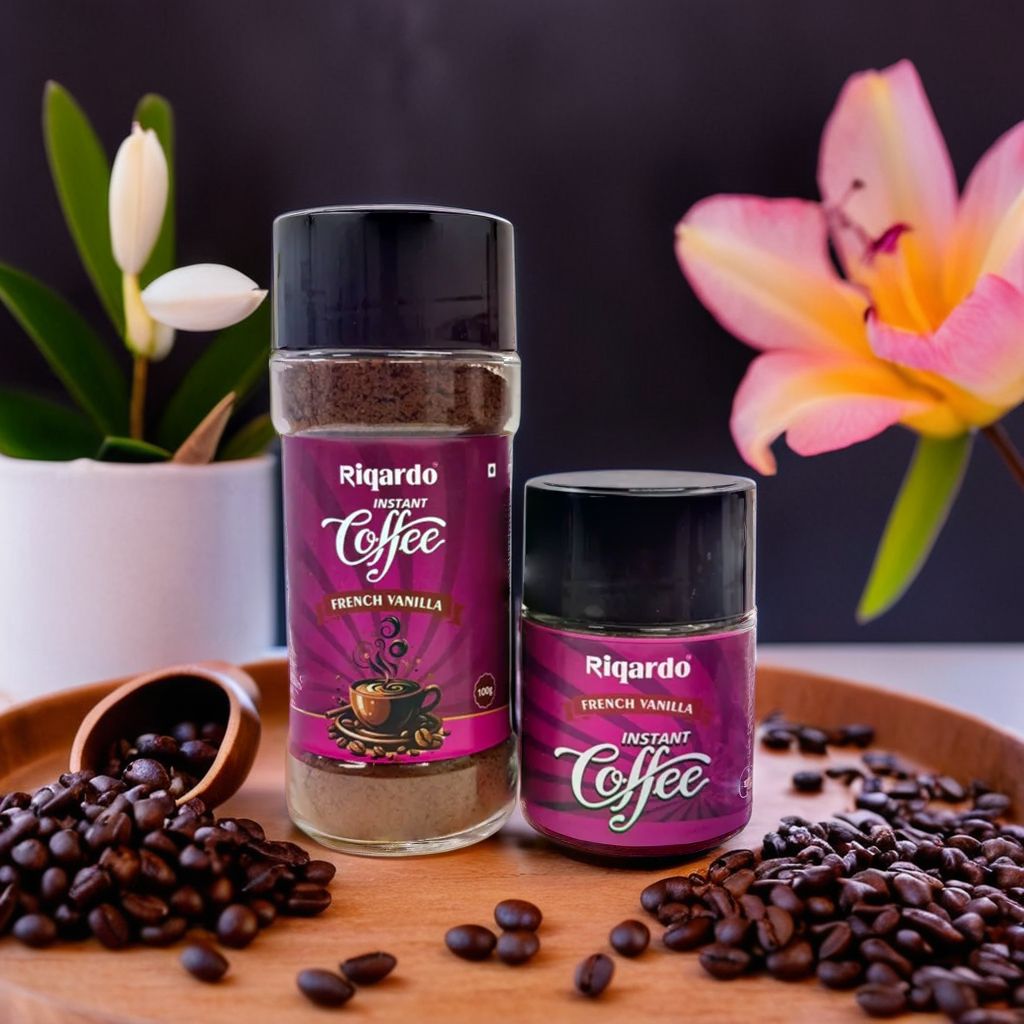 Riqardo
INSTANT
Coffee
FRENCH VANILLA
100g
Riqardo
FRENCH VANILLA
INSTANT
Coffee